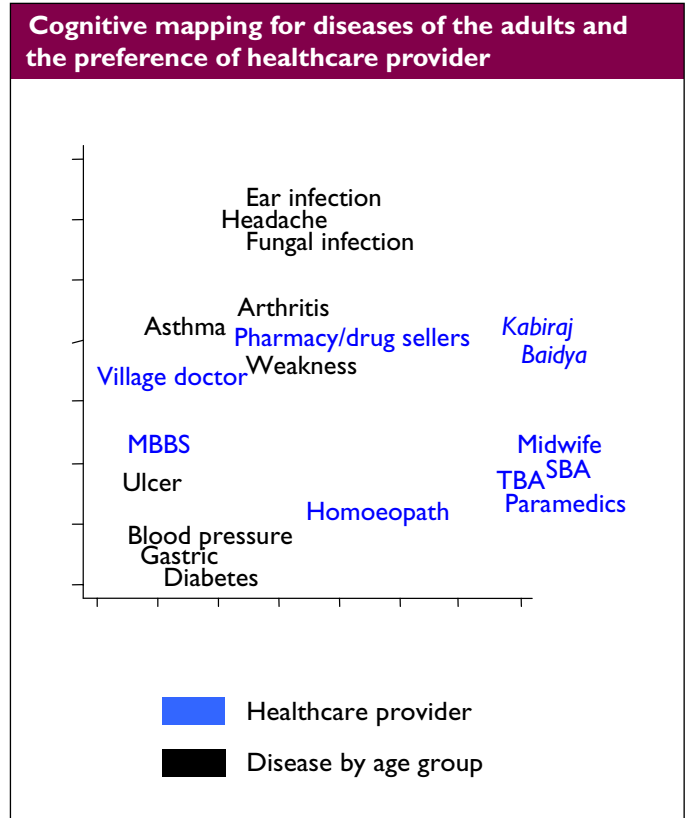 Cognitive mapping for diseases of the adults and
the preference of healthcare provider
Ear infection
Headache
Fungal infection
Arthritis
Asthma
Pharmacy/drug sellers
Kabiraj
Baidya
Weakness
Village doctor
MBBS
Midwife
SBA
TBA
Ulcer
Paramedics
Homoeopath
Blood pressure
Gastric
Diabetes
Healthcare provider
Disease by age group